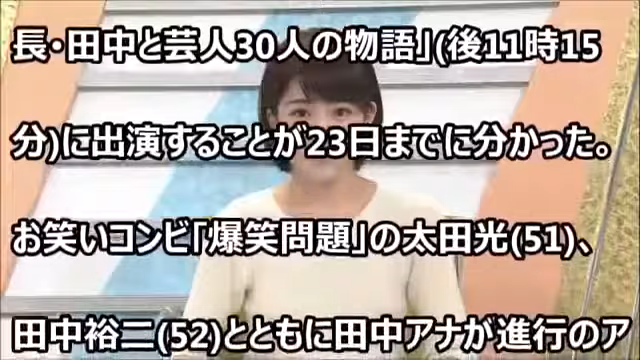 長・田中と芸人30人の物語」(後11時15
分)に出演することが23日までに分かった。
お笑いコンビ「爆笑問題」の太田光(51)、
田中裕二(52)とともに田中アナが進行のア